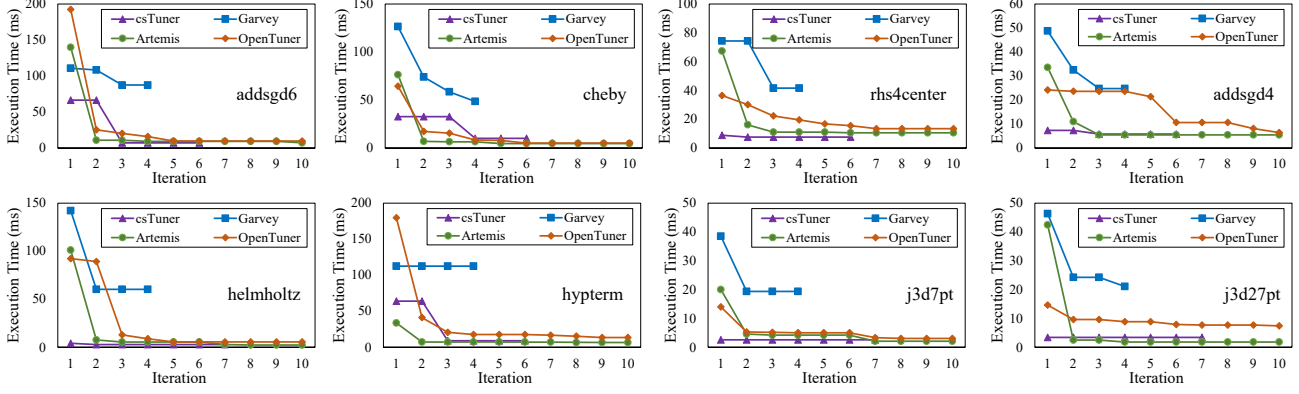 200
150
100
50
0
Execution Time (ms)
csTuner Garvey
Artemis OpenTuner
addsgd6
1 2 3 4 5 6 7 8 9 10
Iteration
150
100
50
0
Execution Time (ms)
csTuner Garvey
Artemis OpenTuner
cheby
1 2 3 4 5 6 7 8 9 10
Iteration
100
80
60
40
20
0
Execution Time (ms)
csTuner Garvey
Artemis OpenTuner
rhs4center
1 2 3 4 5 6 7 8 9 10
Iteration
60
50
40
30
20
10
0
Execution Time (ms)
csTuner Garvey
Artemis OpenTuner
addsgd4
1 2 3 4 5 6 7 8 9 10
Iteration
150
100
50
0
Execution Time (ms)
csTuner Garvey
Artemis OpenTuner
helmholtz
1 2 3 4 5 6 7 8 9 10
Iteration
200
150
100
50
0
Execution Time (ms)
csTuner Garvey
Artemis OpenTuner
hypterm
1 2 3 4 5 6 7 8 9 10
Iteration
50
40
30
20
10
0
Execution Time (ms)
csTuner Garvey
Artemis OpenTuner
j3d7pt
1 2 3 4 5 6 7 8 9 10
Iteration
50
40
30
20
10
0
Execution Time (ms)
csTuner Garvey
Artemis OpenTuner
j3d27pt
1 2 3 4 5 6 7 8 9 10
Iteration